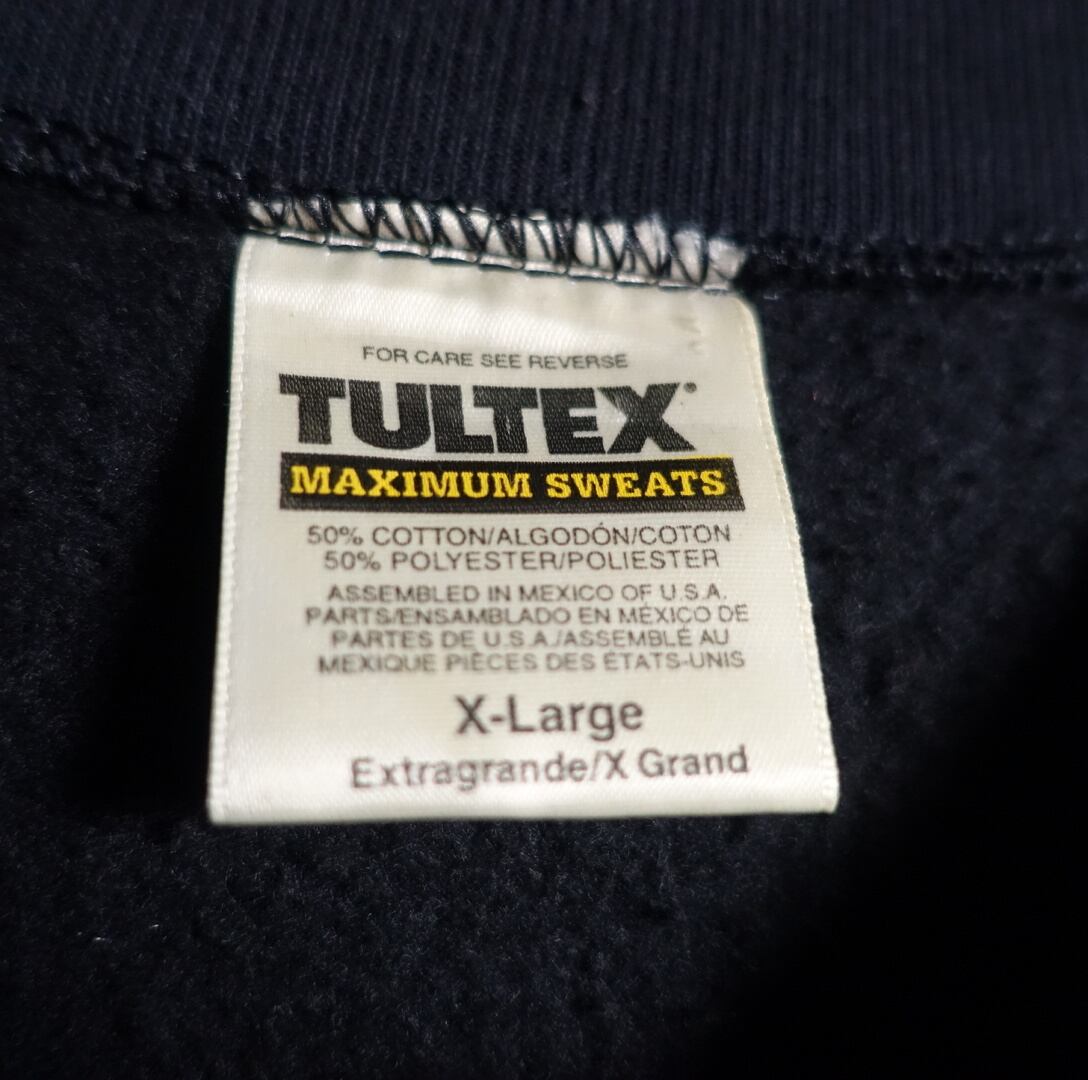 FOR CARE SEE REVERSE
TULTEX®
MAXIMUM SWEATS
50% COTTON/ALGODÓN/COTON
50% POLYESTER/POLIESTER
ASSEMBLED IN MEXICO OF U.S.A.
PARTS/ENSAMBLADO EN MÉXICO DE
PARTES DE U.S.A./ASSEMBLÉ AU
MEXIQUE PIÈCES DES ÉTATS-UNIS
X-Large
Extragrande/X Grand